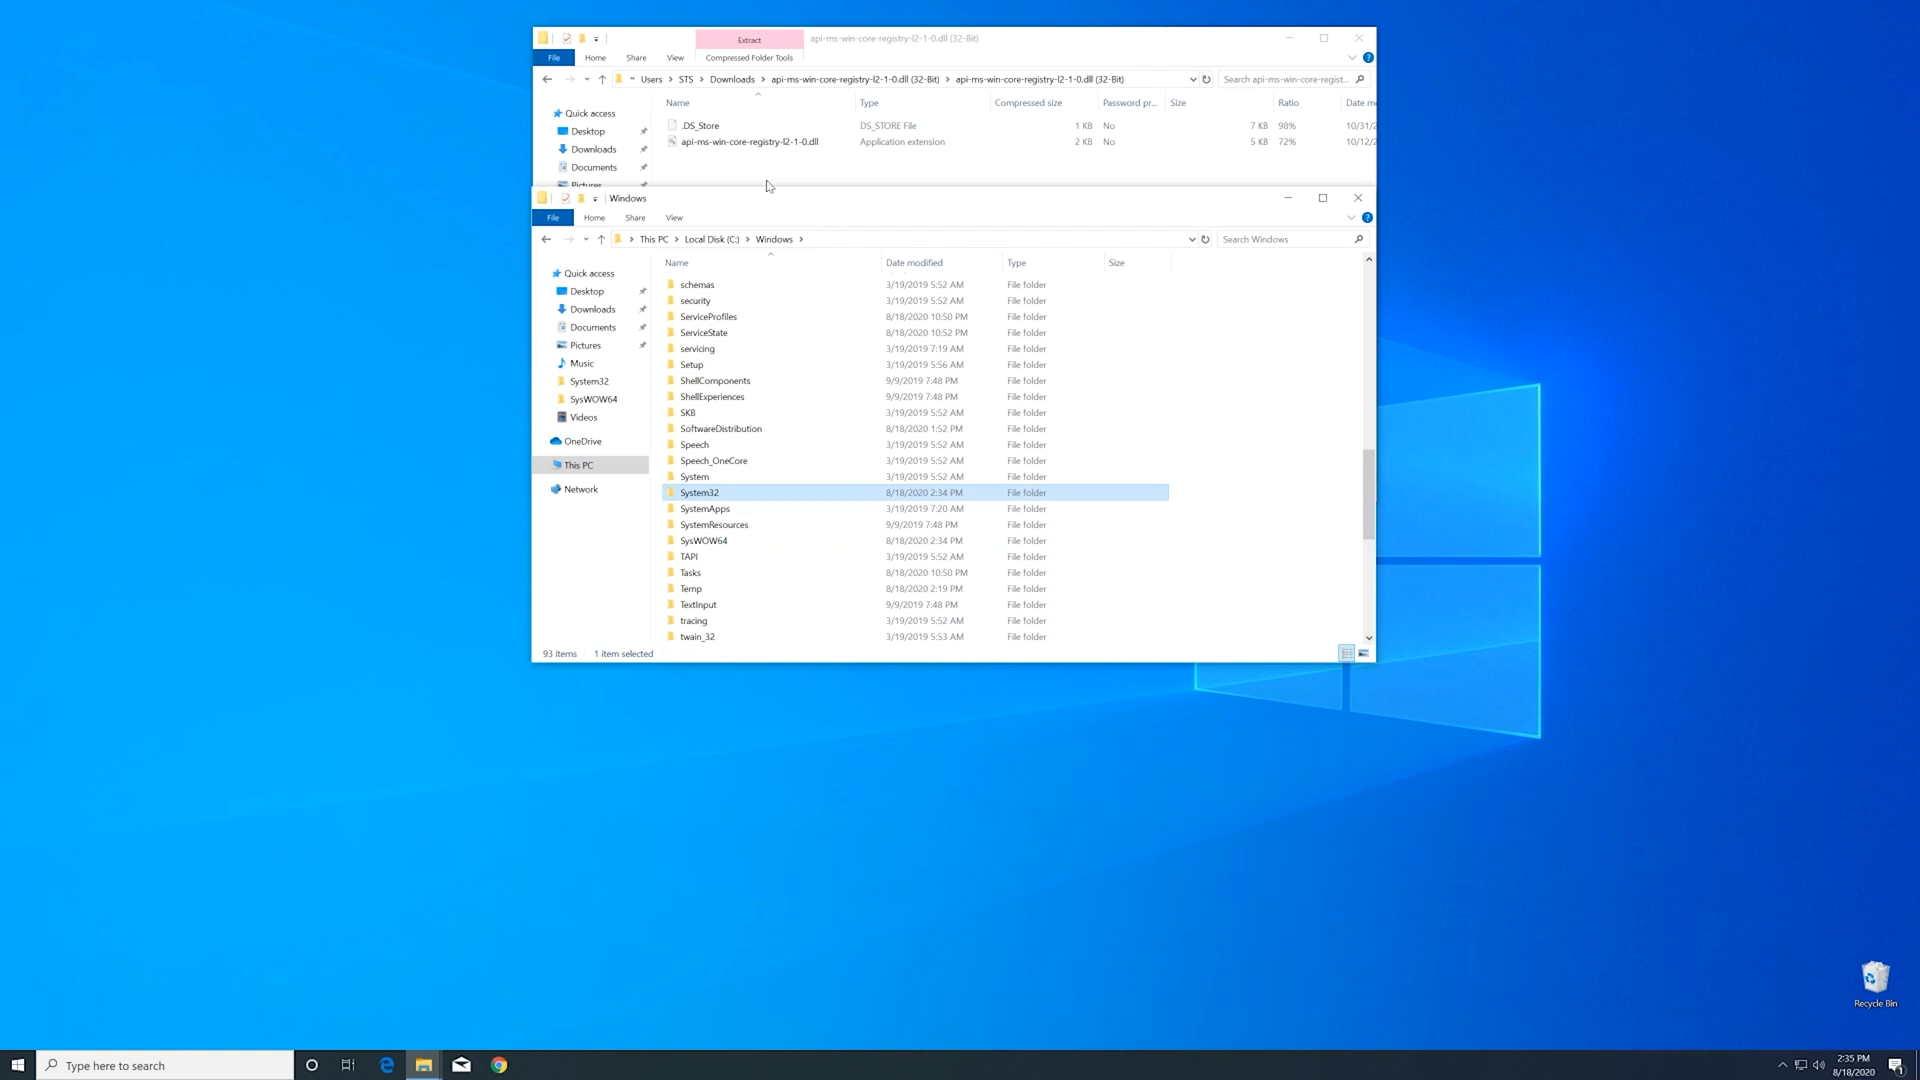 Extract
api-ms-win-core-registry-l2-1-0.dll (32-Bit)
File Home Share View Compressed Folder Tools
« Users > STS > Downloads > api-ms-win-core-registry-l2-1-0.dll (32-Bit) > api-ms-win-core-registry-l2-1-0.dll (32-Bit) Search api-ms-win-core-regist...
Name Type Compressed size Password pr... Size Ratio Date m
.DS_Store DS_STORE File 1 KB No 7 KB 98% 10/31/2
api-ms-win-core-registry-l2-1-0.dll Application extension 2 KB No 5 KB 72% 10/12/2
Quick access
Desktop
Downloads
Documents
Pictures
Windows
File Home Share View
> This PC > Local Disk (C:) > Windows > Search Windows
Name Date modified Type Size
Quick access
Desktop
Downloads
Documents
Pictures
Music
System32
SysWOW64
Videos
OneDrive
This PC
Network
schemas 3/19/2019 5:52 AM File folder
security 3/19/2019 5:52 AM File folder
ServiceProfiles 8/18/2020 10:50 PM File folder
ServiceState 8/18/2020 10:52 PM File folder
servicing 3/19/2019 7:19 AM File folder
Setup 3/19/2019 5:56 AM File folder
ShellComponents 9/9/2019 7:48 PM File folder
ShellExperiences 9/9/2019 7:48 PM File folder
SKB 3/19/2019 5:52 AM File folder
SoftwareDistribution 8/18/2020 1:52 PM File folder
Speech 3/19/2019 5:52 AM File folder
Speech_OneCore 3/19/2019 5:52 AM File folder
System 3/19/2019 5:52 AM File folder
System32 8/18/2020 2:34 PM File folder
SystemApps 3/19/2019 7:20 AM File folder
SystemResources 9/9/2019 7:48 PM File folder
SysWOW64 8/18/2020 2:34 PM File folder
TAPI 3/19/2019 5:52 AM File folder
Tasks 8/18/2020 10:50 PM File folder
Temp 8/18/2020 2:19 PM File folder
TextInput 9/9/2019 7:48 PM File folder
tracing 3/19/2019 5:52 AM File folder
twain_32 3/19/2019 5:53 AM File folder
93 items 1 item selected
Recycle Bin
Type here to search
2:35 PM
8/18/2020
1